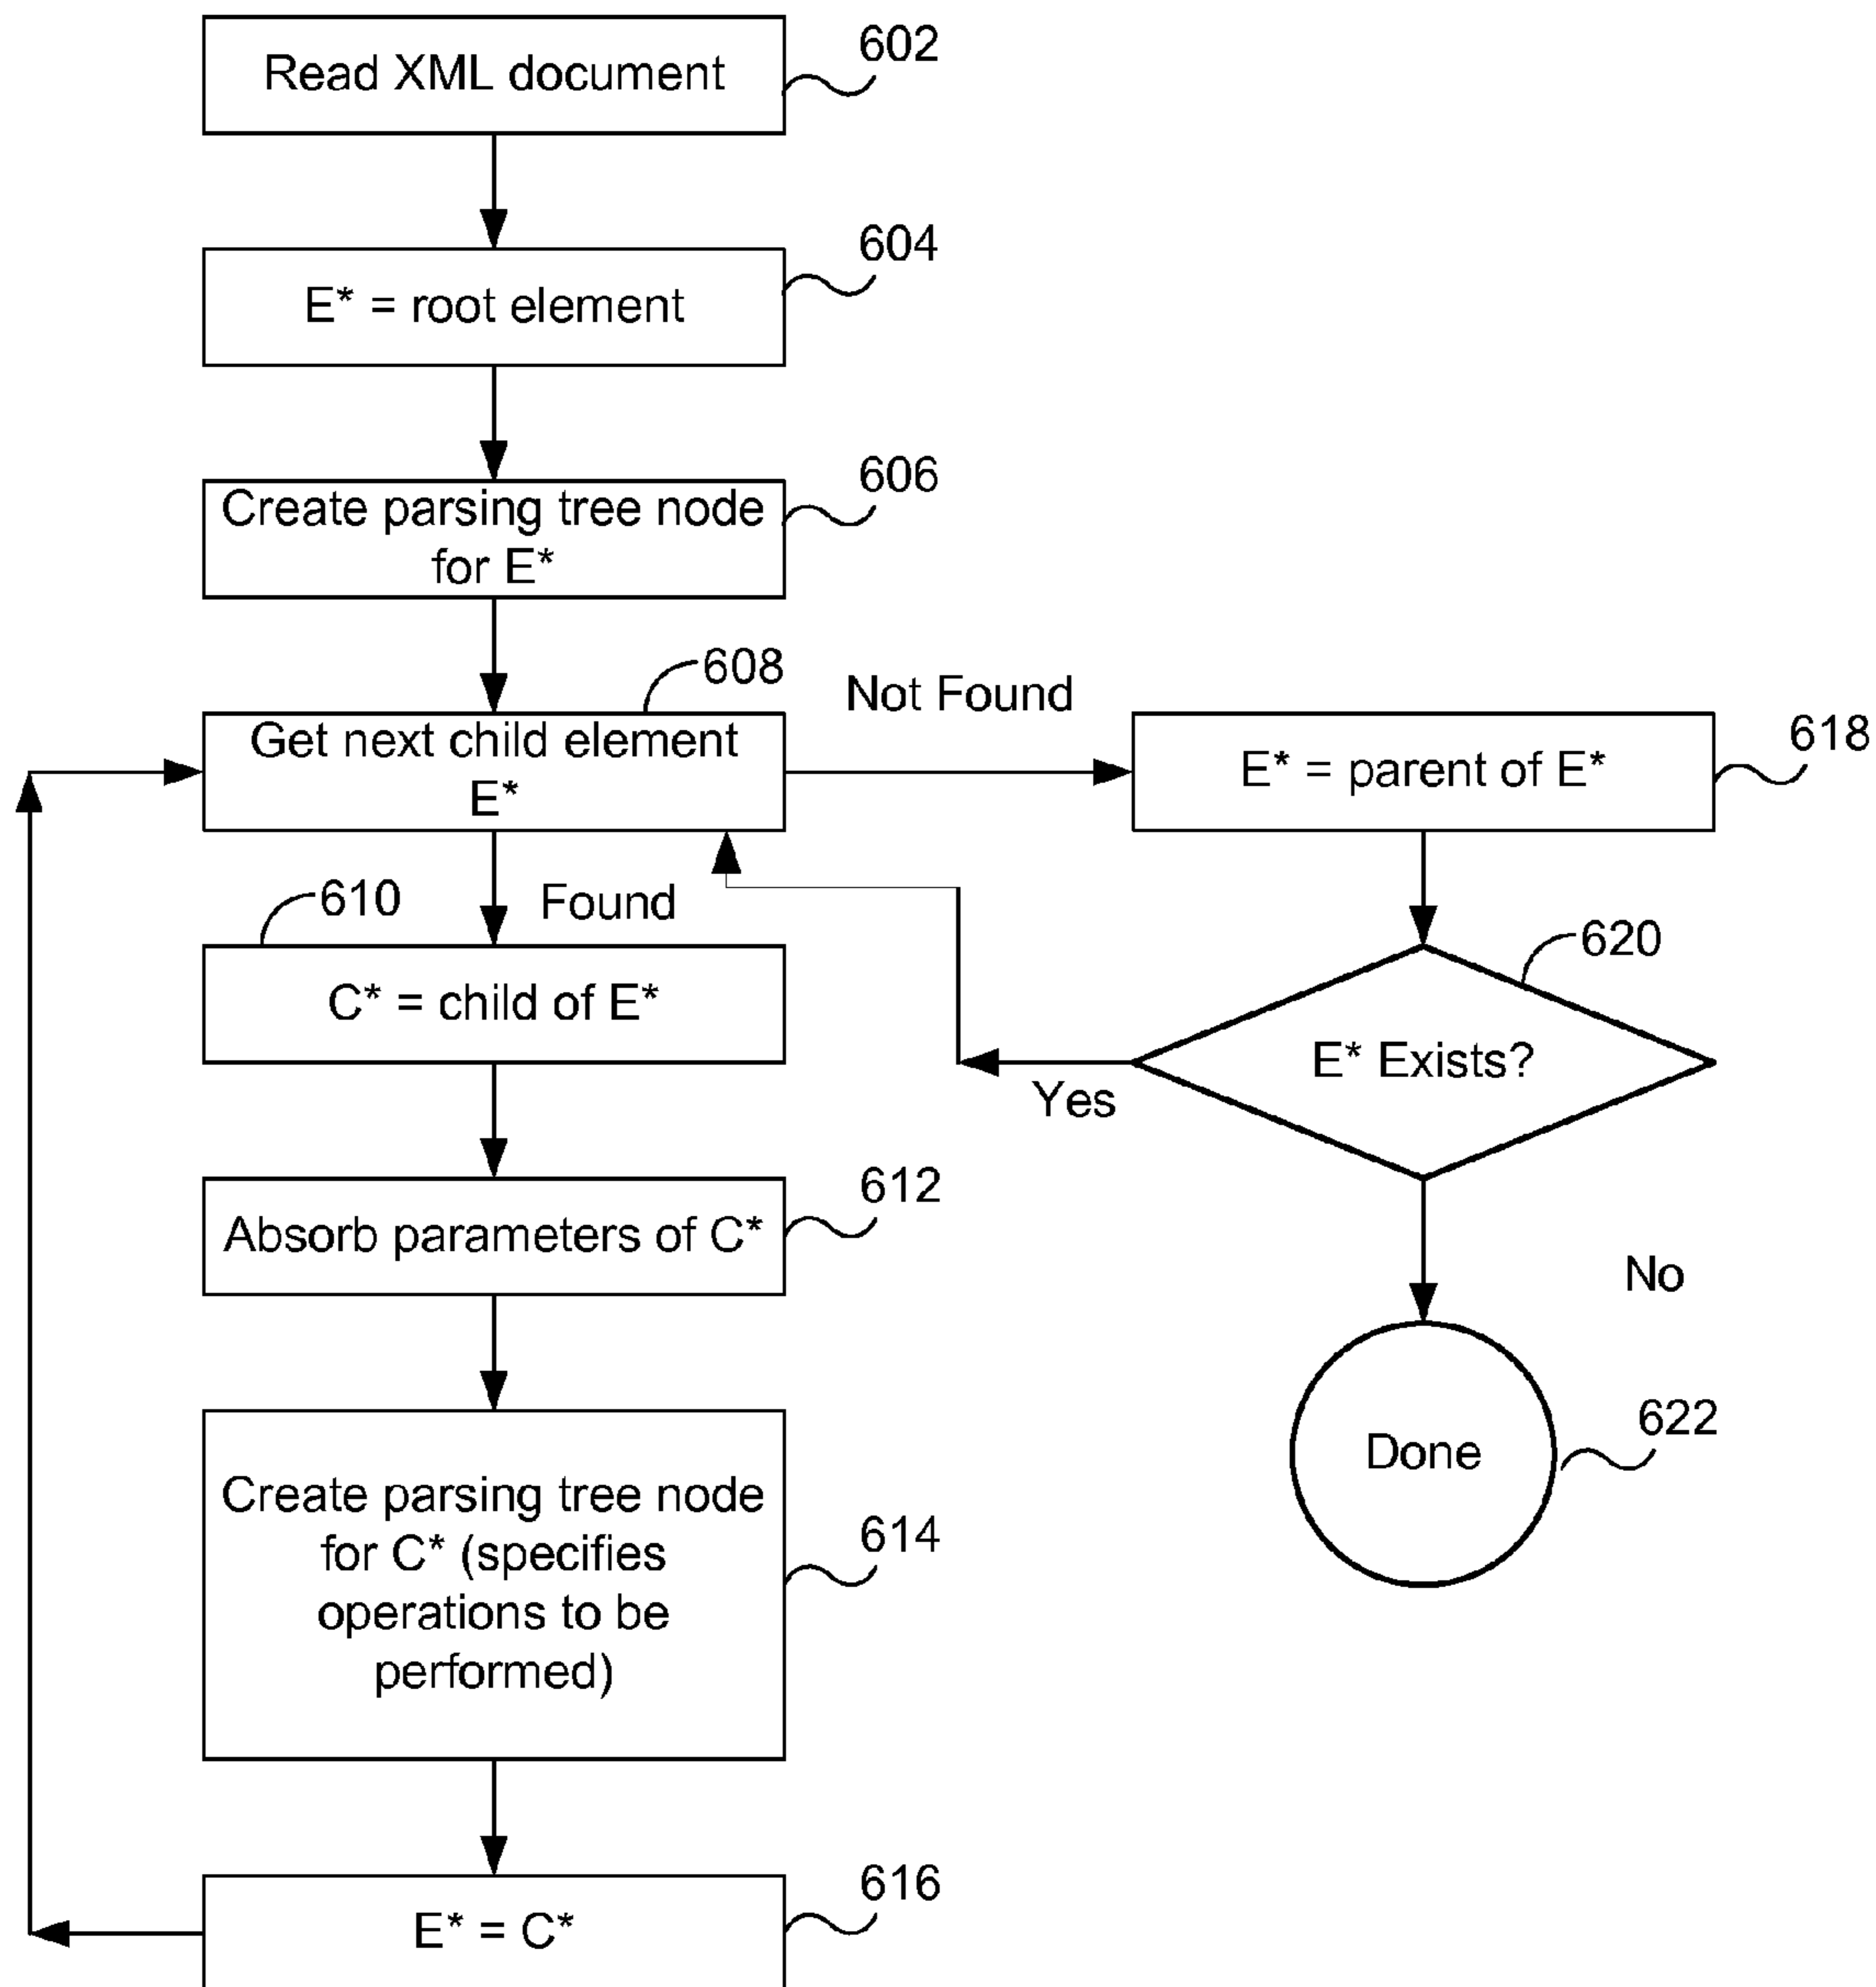 Read XML document
602
E* = root element
604
Create parsing tree node
for E*
606
Get next child element
E*
608
Not Found
E* = parent of E*
618
Found
610
C* = child of E*
620
E* Exists?
Yes
No
Absorb parameters of C*
612
Create parsing tree node
for C* (specifies
operations to be
performed)
614
Done
622
E* = C*
616